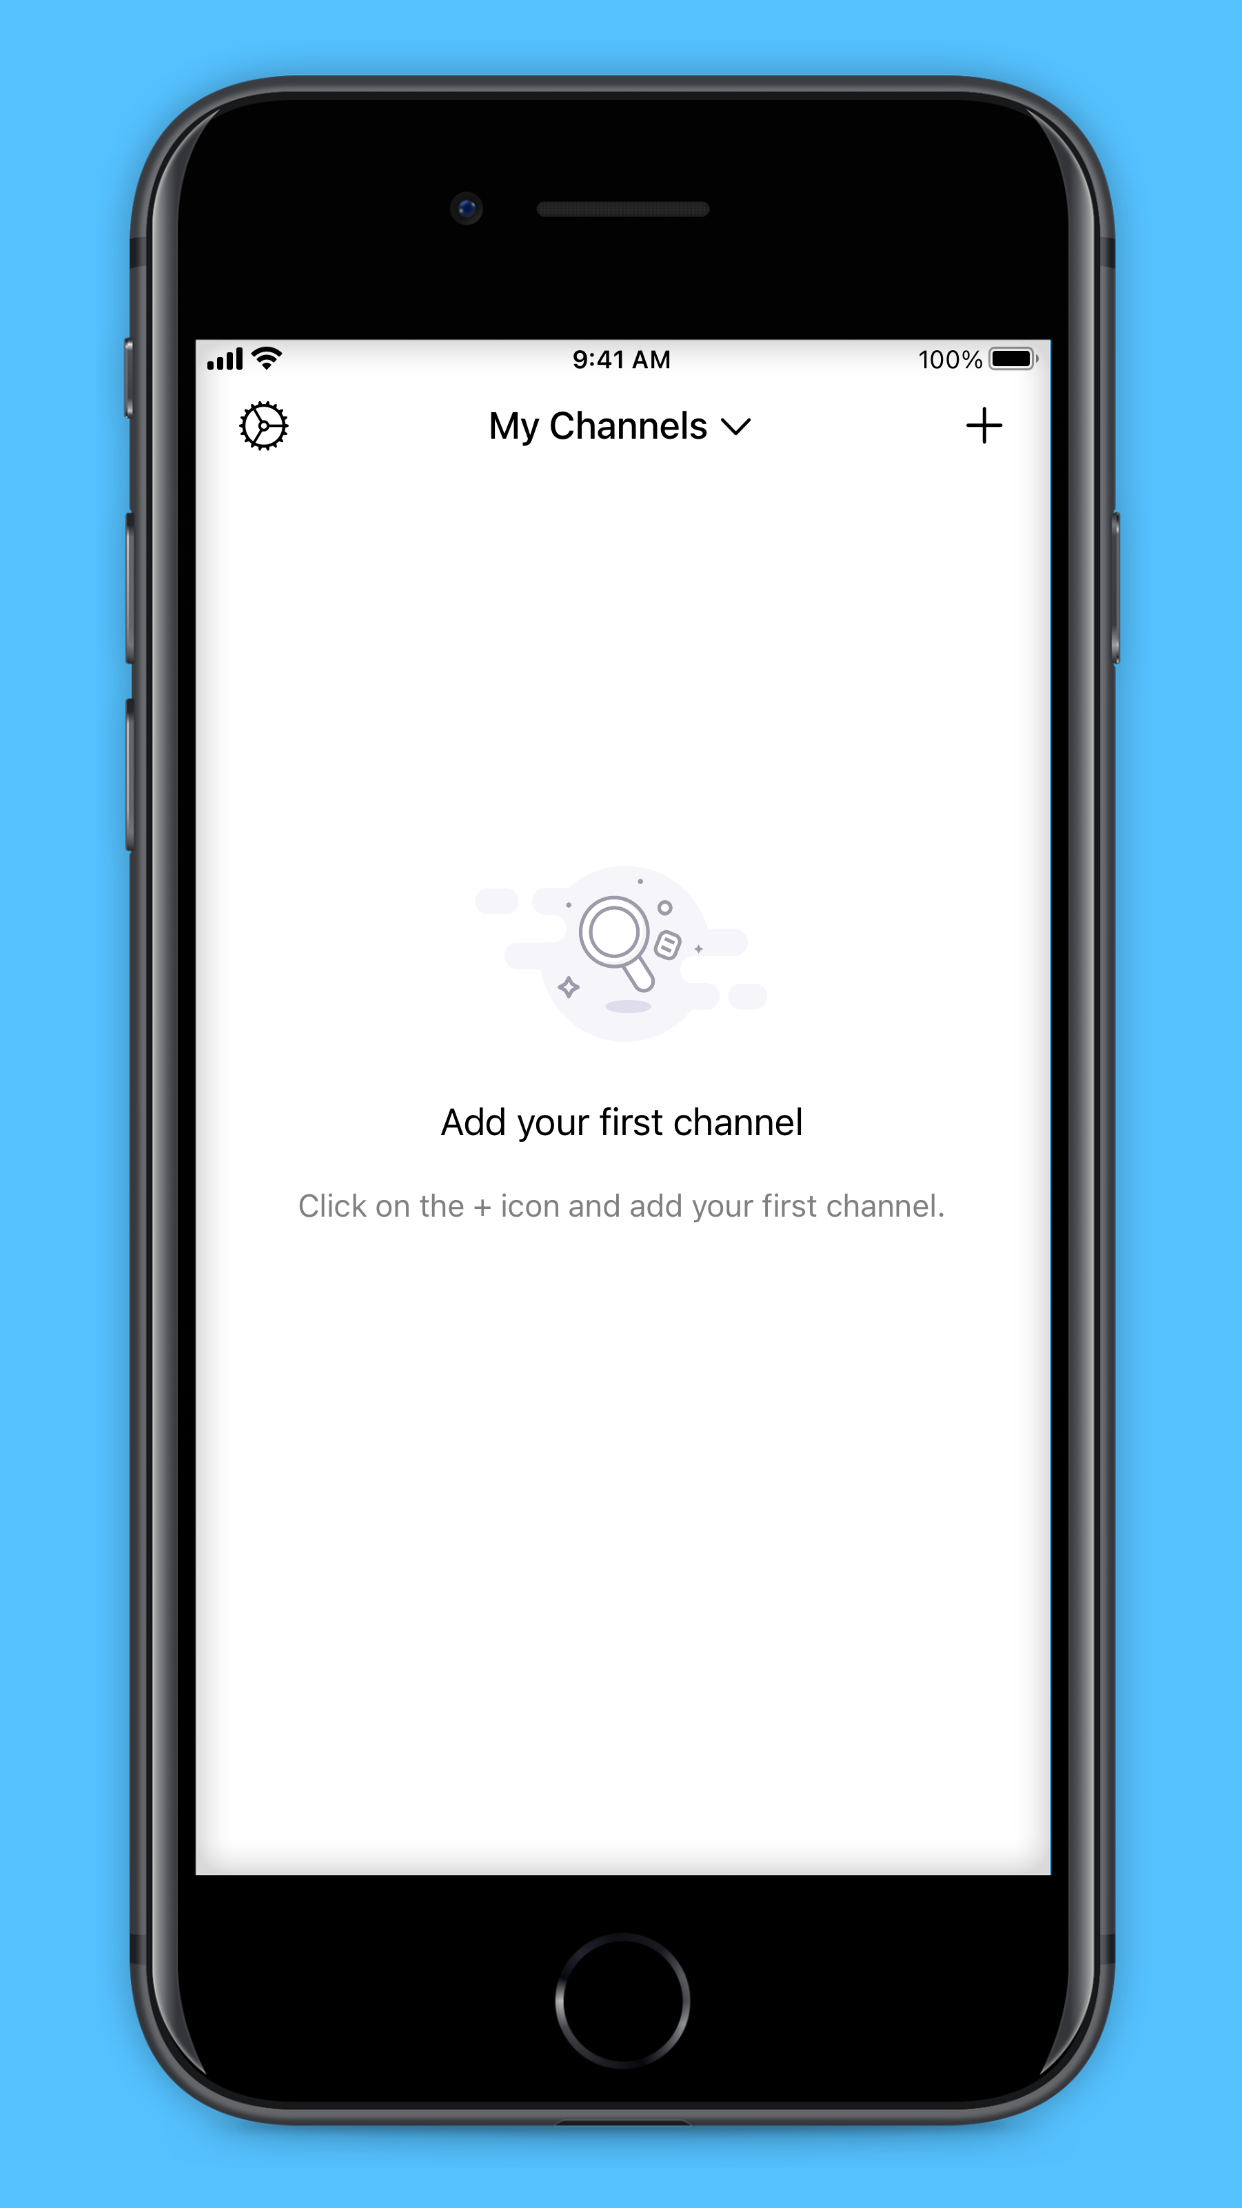 9:41 AM
100%
My Channels
Add your first channel
Click on the + icon and add your first channel.